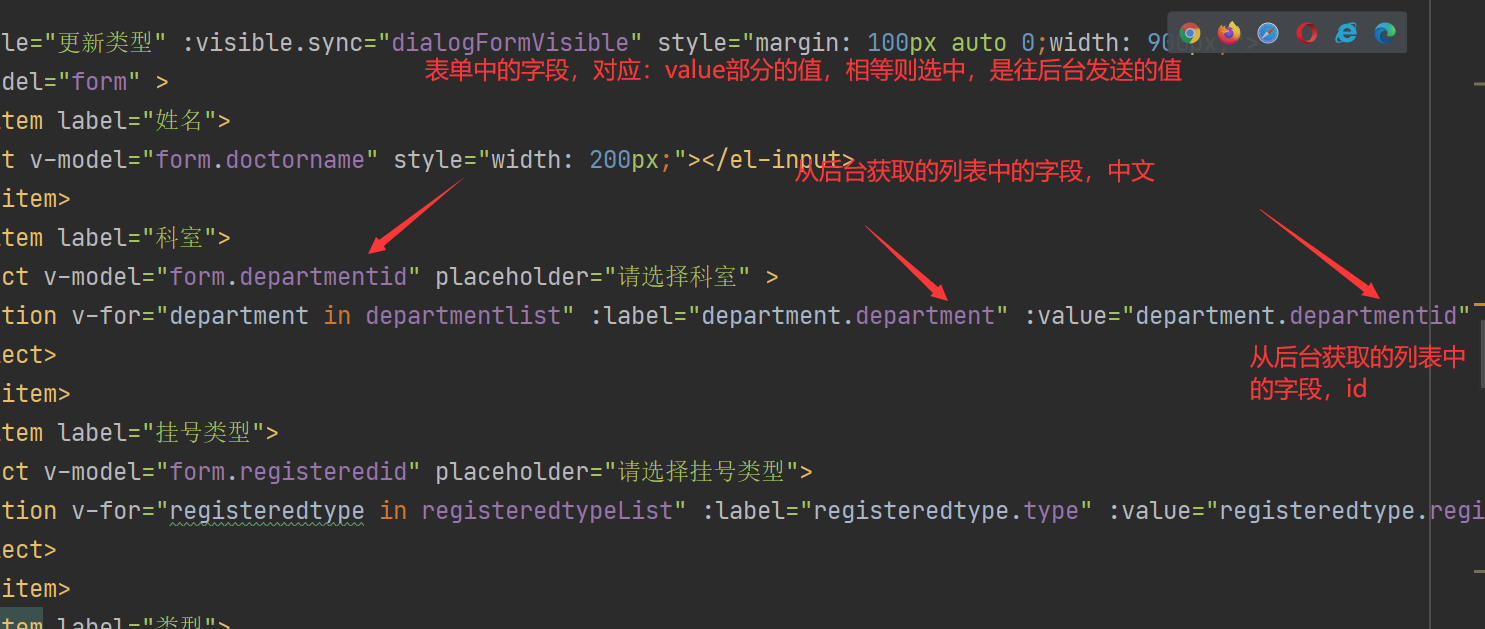 le="更新类型" :visible.sync="dialogFormVisible" style="margin: 100px auto 0;width: 900px;">
表单中的字段，对应：value部分的值，相等则选中，是往后台发送的值
del="form" >
tem label="姓名">
t v-model="form.doctorname" style="width: 200px;"></el-input>
从后台获取的列表中的字段，中文
item>
tem label="科室">
ct v-model="form.departmentid" placeholder="请选择科室" >
tion v-for="department in departmentlist" :label="department.department" :value="department.departmentid"
ect>
从后台获取的列表中
的字段，id
item>
tem label="挂号类型">
ct v-model="form.registeredid" placeholder="请选择挂号类型">
tion v-for="registeredtype in registeredtypeList" :label="registeredtype.type" :value="registeredtype.regi
ect>
item>
tem label="类型">